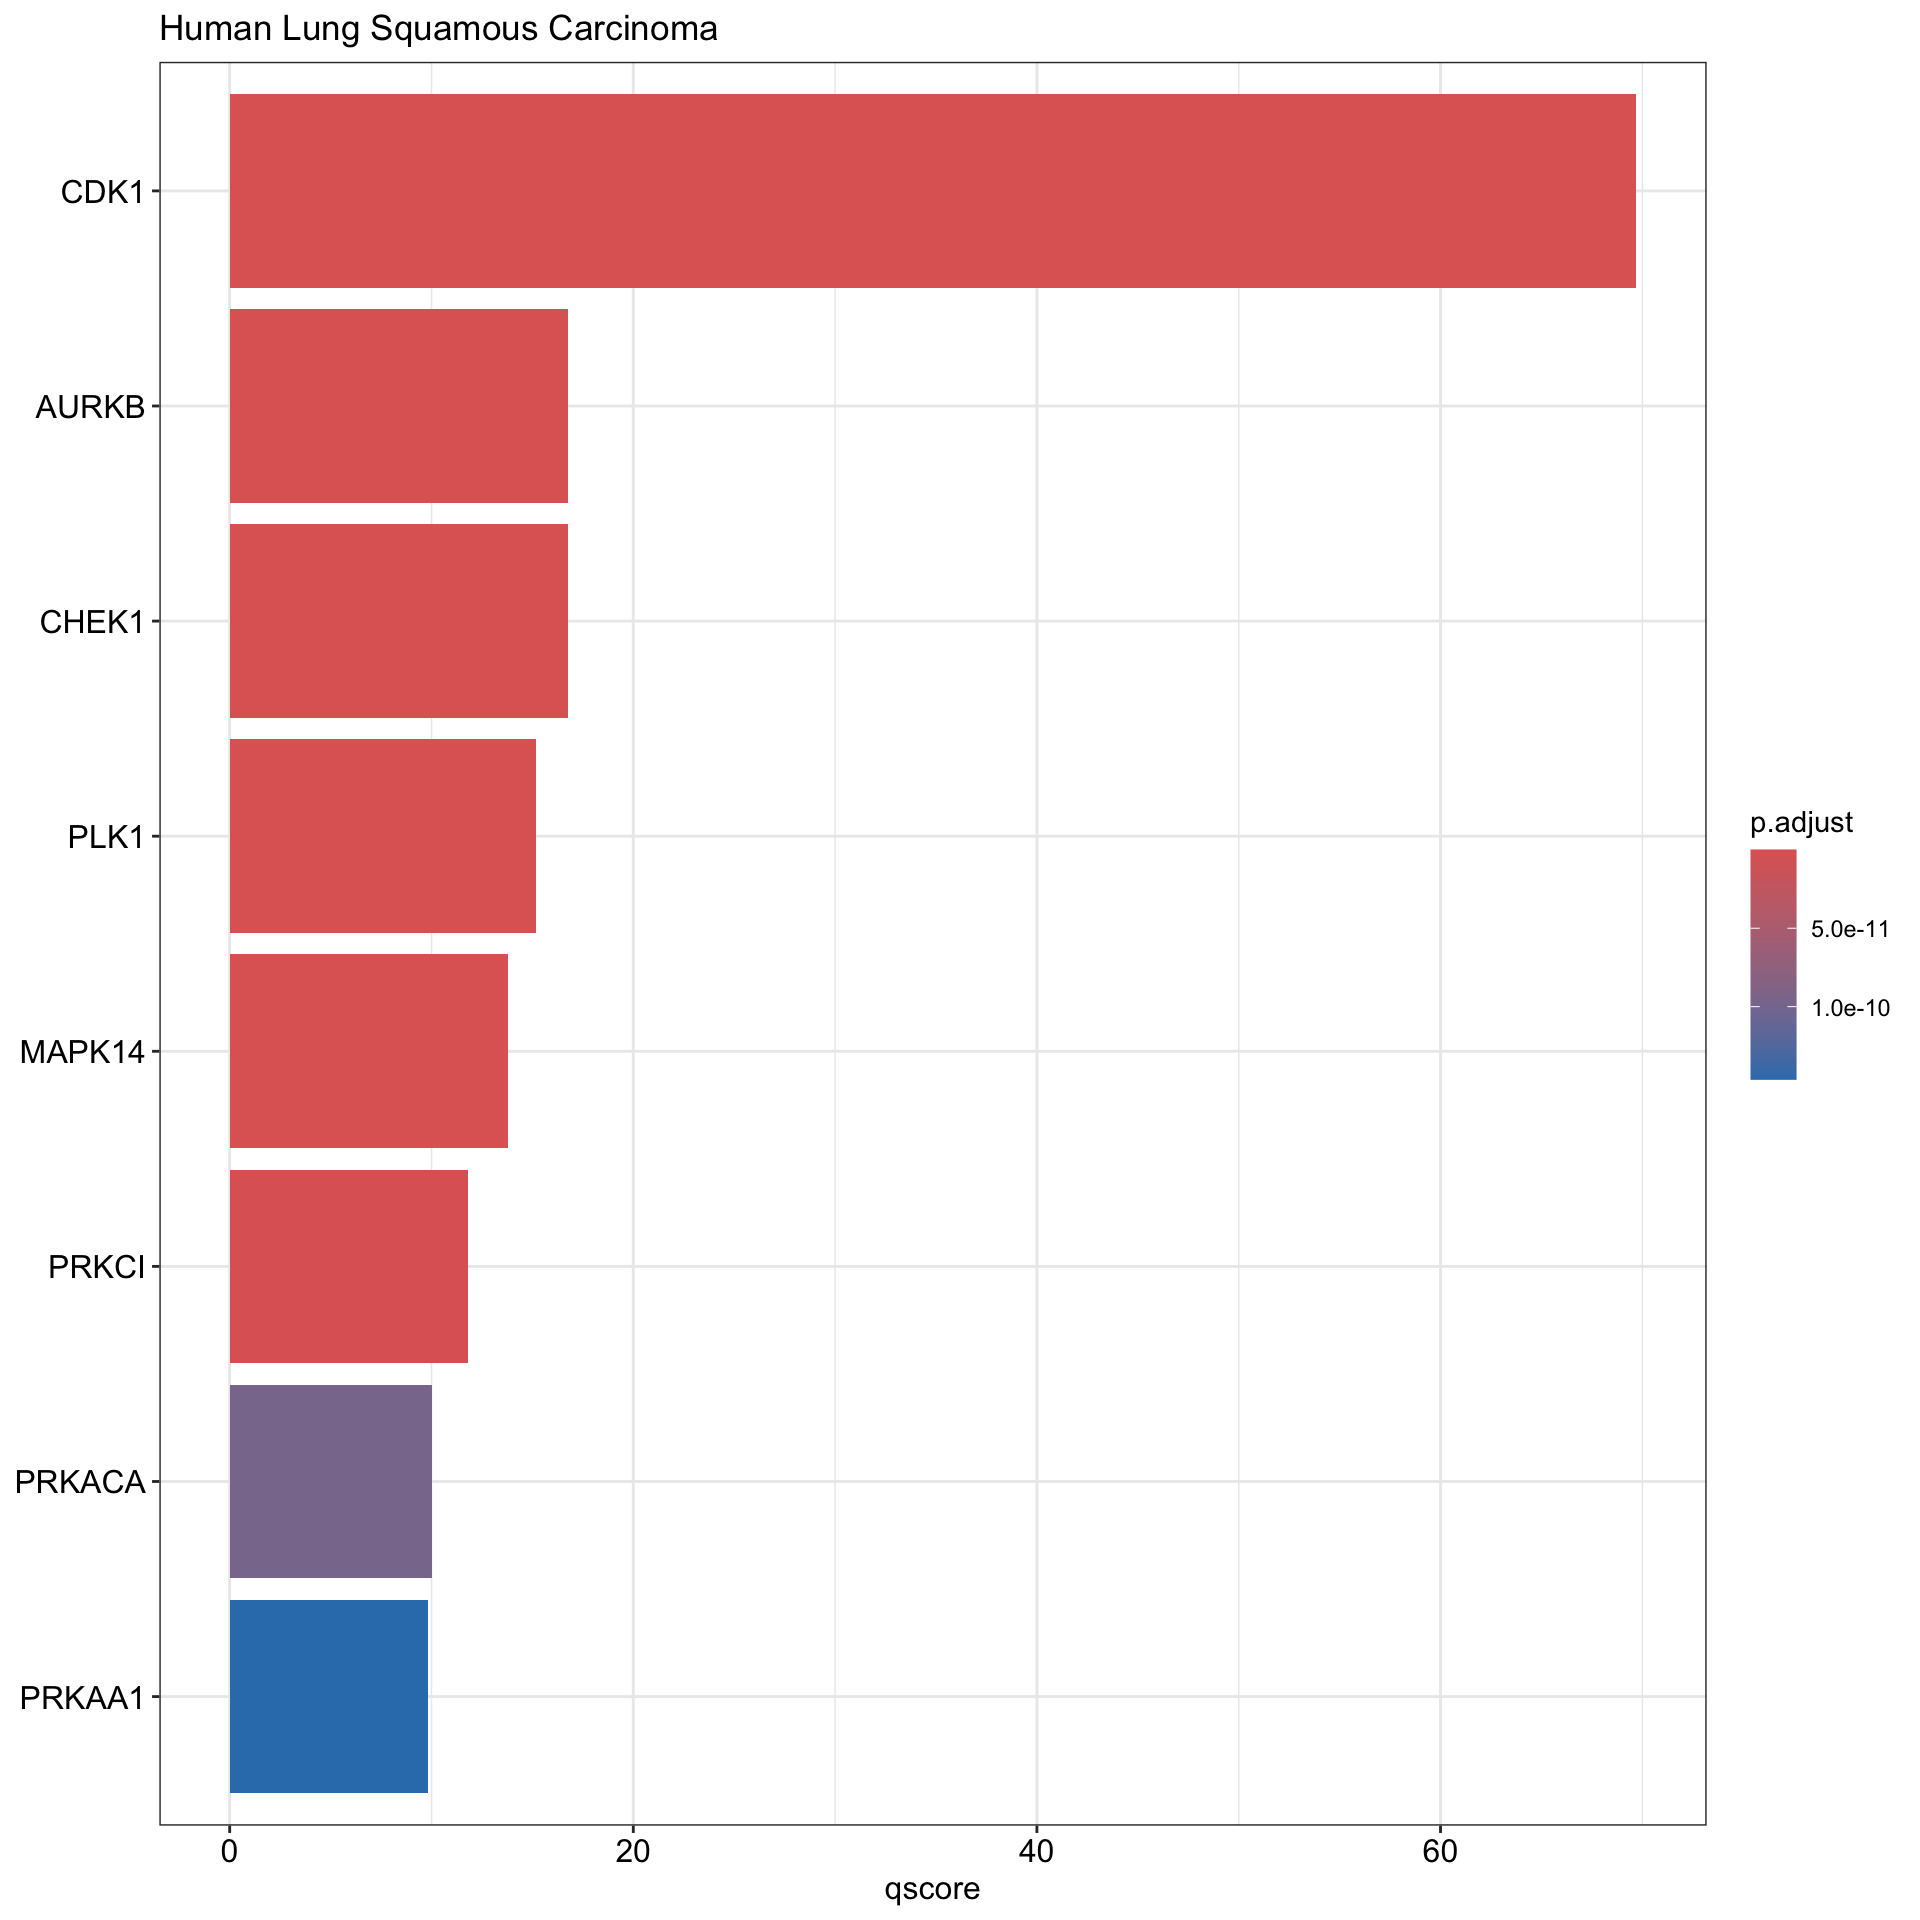 Human Lung Squamous Carcinoma
CDK1
AURKB
CHEK1
PLK1
MAPK14
PRKCI
PRKACA
PRKAA1
0 20 40 60
qscore
p.adjust
5.0e-11
1.0e-10